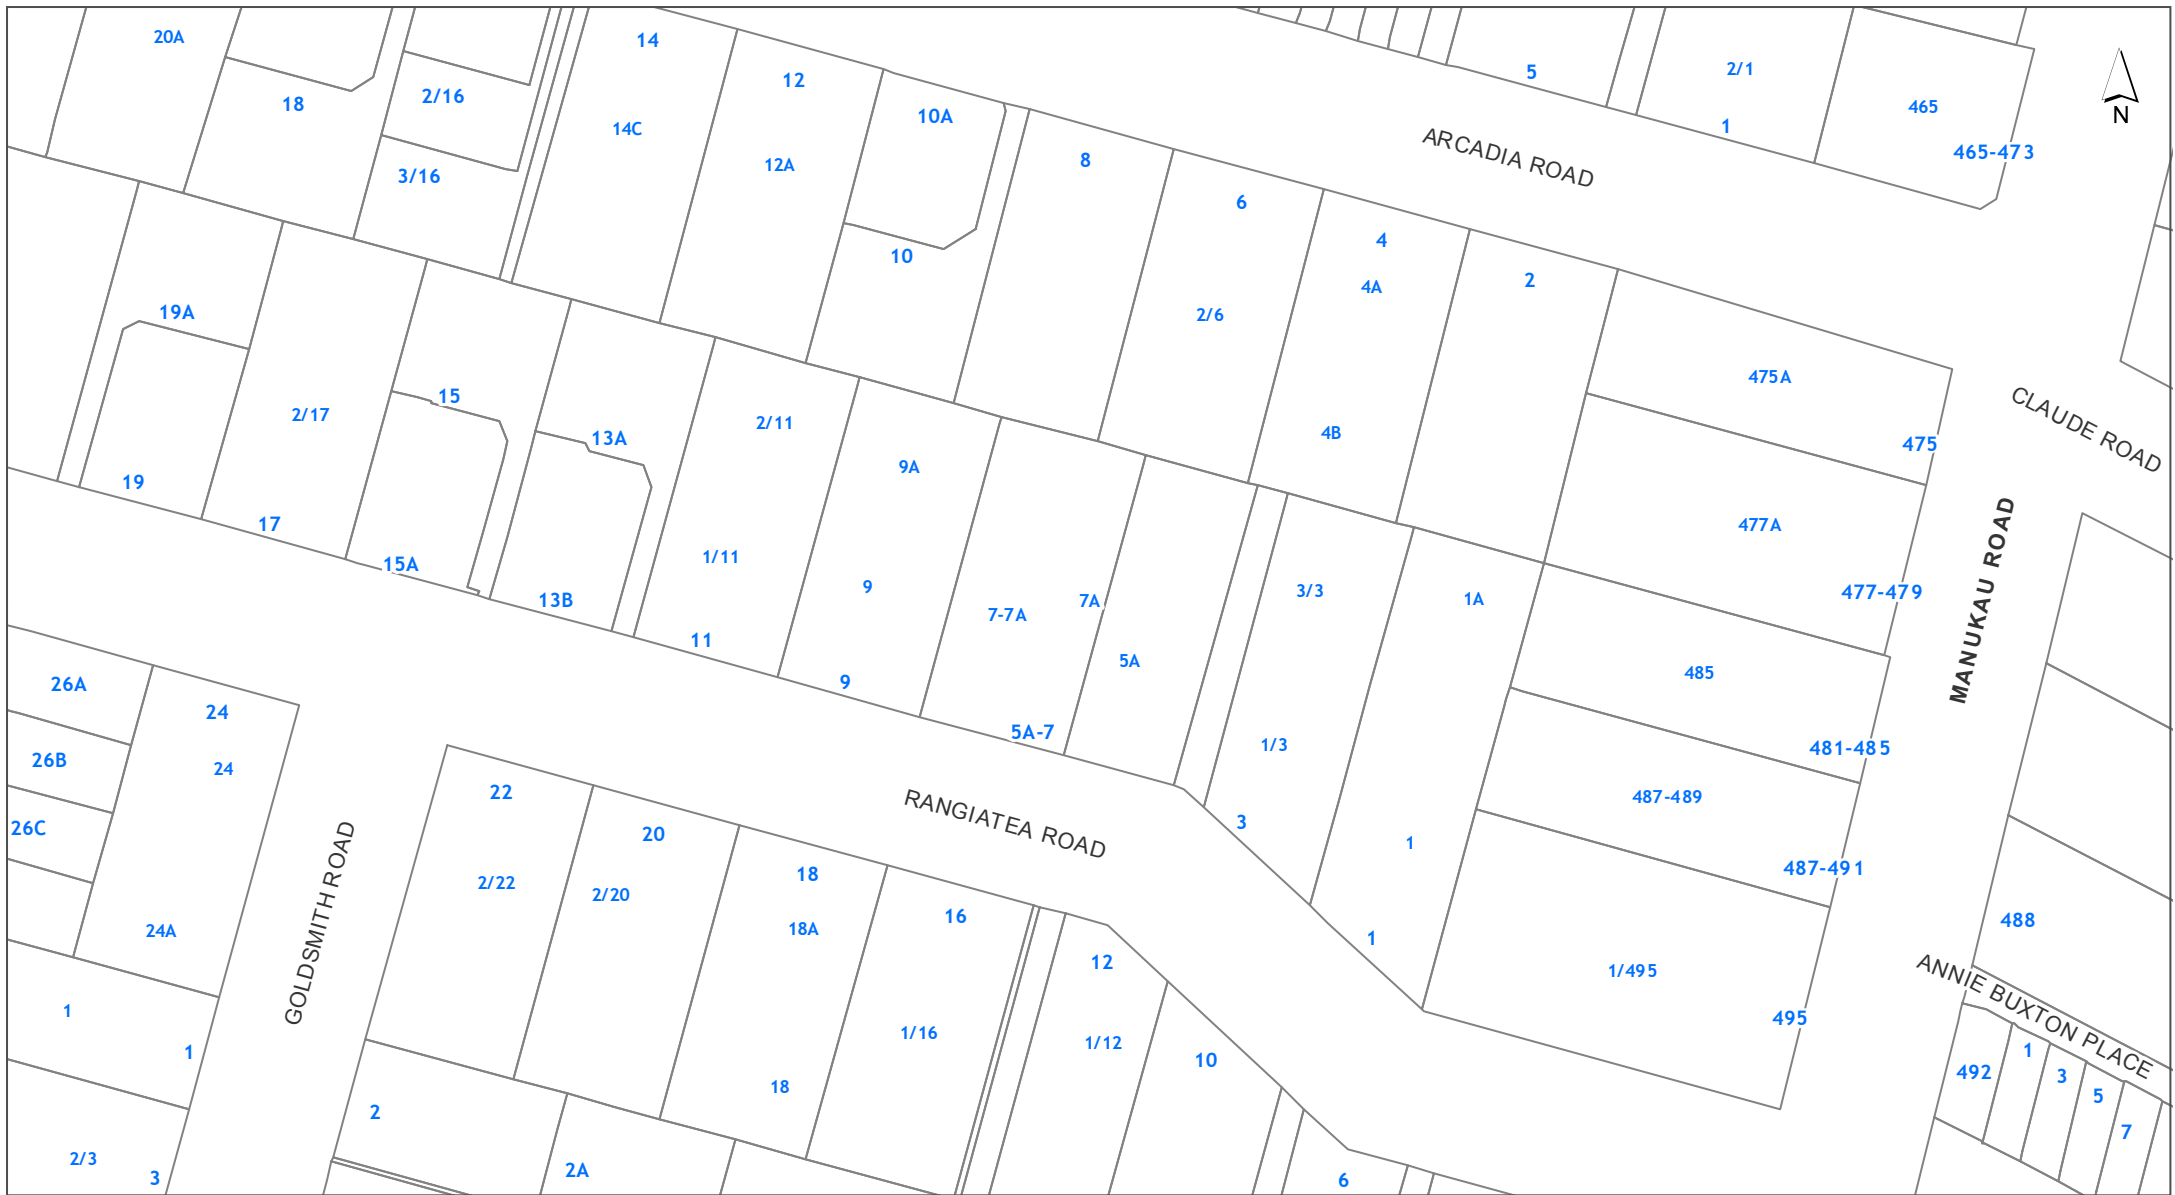 20A
14
12
5
2/1
18
2/16
10A
465
N
14C
1
ARCADIA ROAD
465-473
12A
8
3/16
6
4
10
2
4A
19A
2/6
475A
CLAUDE ROAD
15
2/17
2/11
4B
13A
475
9A
19
17
477A
1/11
15A
9
3/3
477-479
13B
7A
1A
7-7A
MANUKAU ROAD
11
5A
485
26A
9
24
5A-7
1/3
481-485
26B
24
22
487-489
RANGIATEA ROAD
3
26C
20
1
487-491
18
2/22
2/20
16
488
24A
18A
1
GOLDSMITH ROAD
12
1/495
ANNIE BUXTON PLACE
1
1/16
495
1/12
1
10
1
492
3
18
5
2
7
2/3
2A
3
6